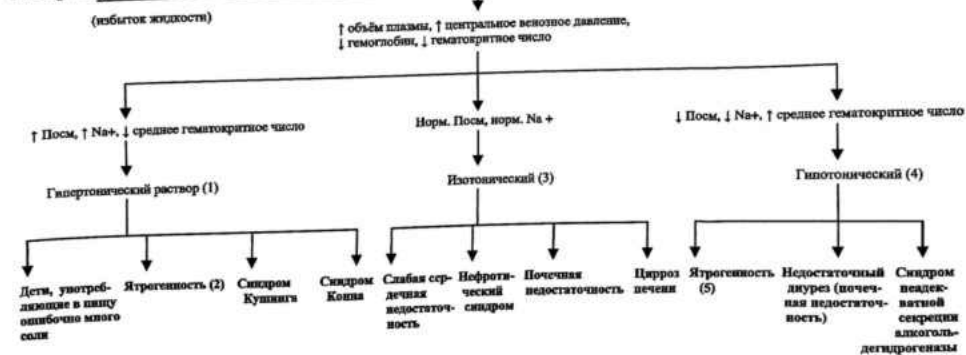 (избыток жидкости)
↑ объём плазмы, ↑ центральное венозное давление,
↓ гемоглобин, ↓ гематокритное число
↑ Посм, ↑ Na+, ↓ среднее гематокритное число
Норм. Посм, норм. Na +
↓ Посм, ↓ Na+, ↑ среднее гематокритное число
Гипертонический раствор (1)
Изотонический (3)
Гипотонический (4)
Дети, употреб-
ляющие в пищу
ошибочно много
соли
Ятрогенность (2)
Синдром
Кушинга
Синдром
Конна
Слабая сер-
дечная
недостаточ-
ность
Нефроти-
ческий
синдром
Почечная
недостаточность
Цирроз
печени
Ятрогенность
(5)
Недостаточный
диурез (почеч-
ная недостаточ-
ность)
Синдром
неадек-
ватной
секреции
алкоголь-
дегидрогеназы